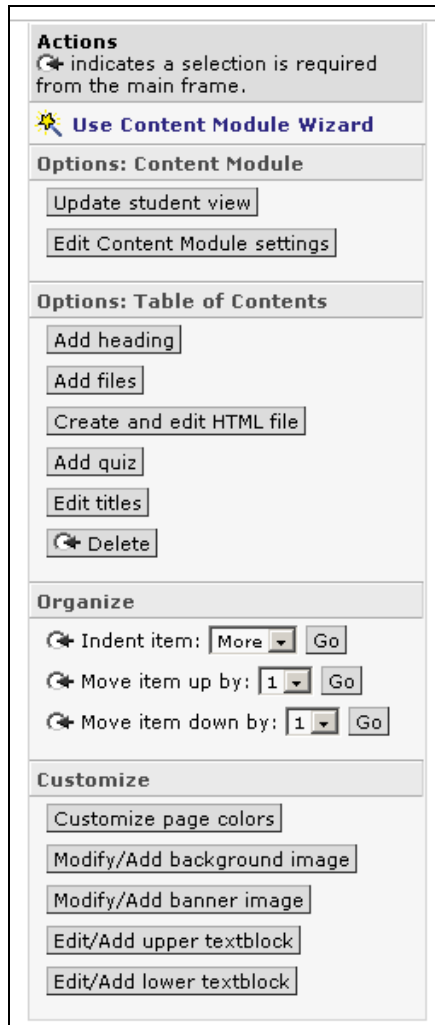 Actions
indicates a selection is required
from the main frame.
Use Content Module Wizard
Options: Content Module
Update student view
Edit Content Module settings
Options: Table of Contents
Add heading
Add files
Create and edit HTML file
Add quiz
Edit titles
Delete
Organize
Indent item: More Go
Move item up by: 1 Go
Move item down by: 1 Go
Customize
Customize page colors
Modify/Add background image
Modify/Add banner image
Edit/Add upper textblock
Edit/Add lower textblock